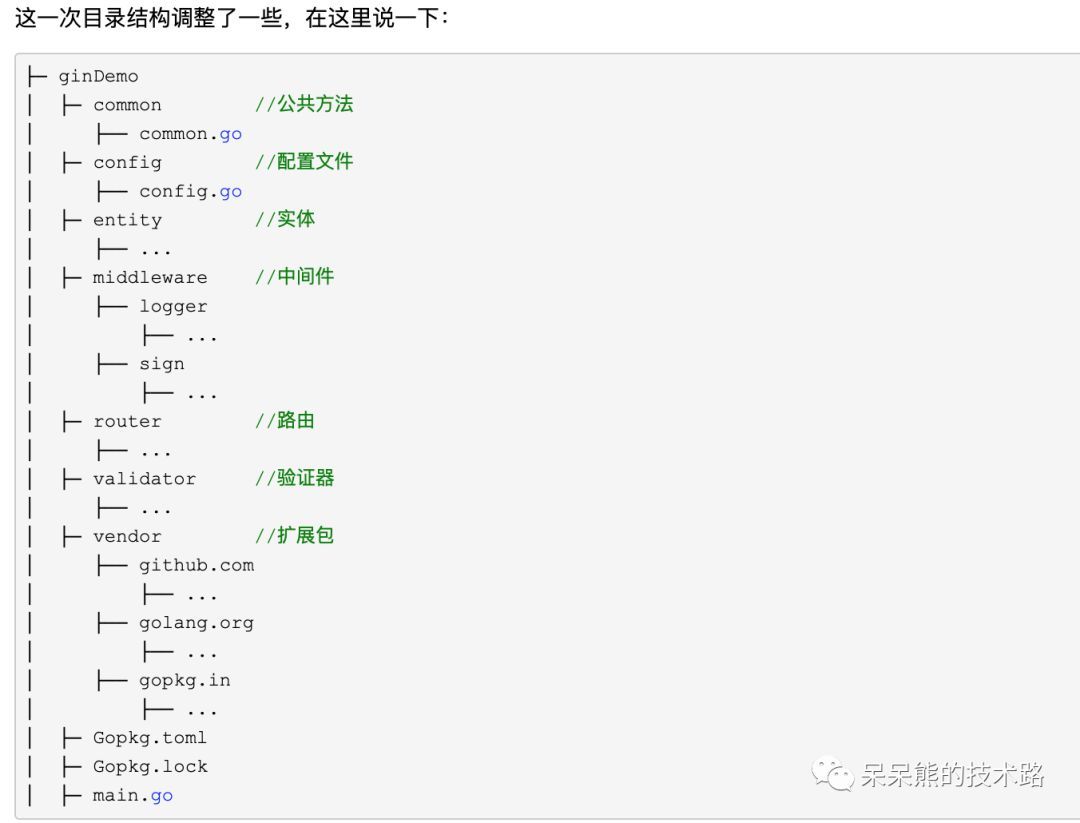 这一次目录结构调整了一些，在这里说一下：
├─ ginDemo
│  ├─ common        //公共方法
│     ├── common.go
│  ├─ config        //配置文件
│     ├── config.go
│  ├─ entity        //实体
│     ├── ...
│  ├─ middleware    //中间件
│     ├── logger
│         ├── ...
│     ├── sign
│         ├── ...
│  ├─ router        //路由
│     ├── ...
│  ├─ validator     //验证器
│     ├── ...
│  ├─ vendor        //扩展包
│     ├── github.com
│         ├── ...
│     ├── golang.org
│         ├── ...
│     ├── gopkg.in
│         ├── ...
│  ├─ Gopkg.toml
│  ├─ Gopkg.lock
│  ├─ main.go
呆呆熊的技术路